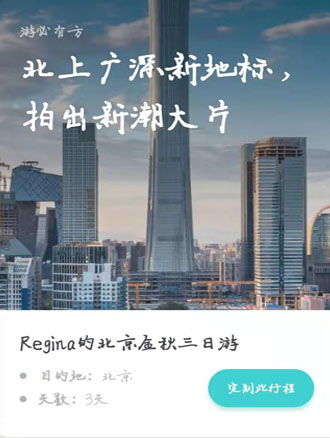 游必有方
北上广深新地标，
拍出新潮大片
Regina的北京盛秋三日游
目的地：北京
天数：3天
定制此行程